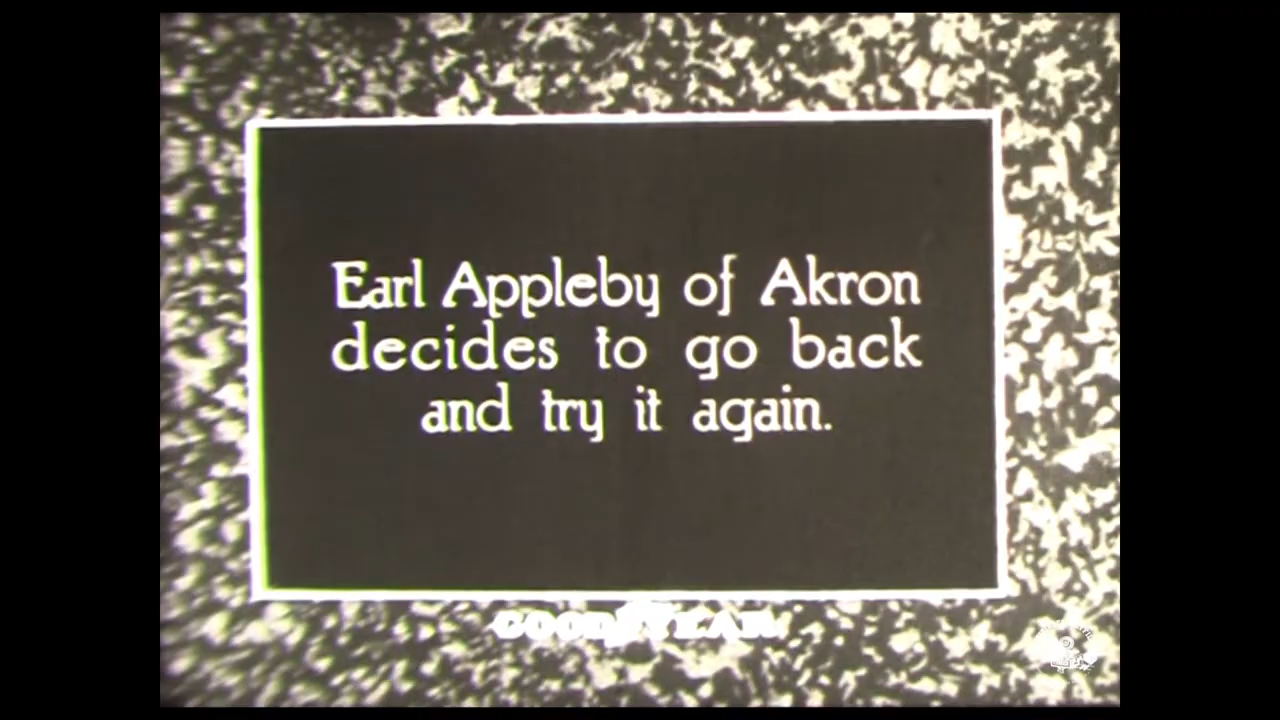 Earl Appleby of Akron
decides to go back
and try it again.
GOODYEAR